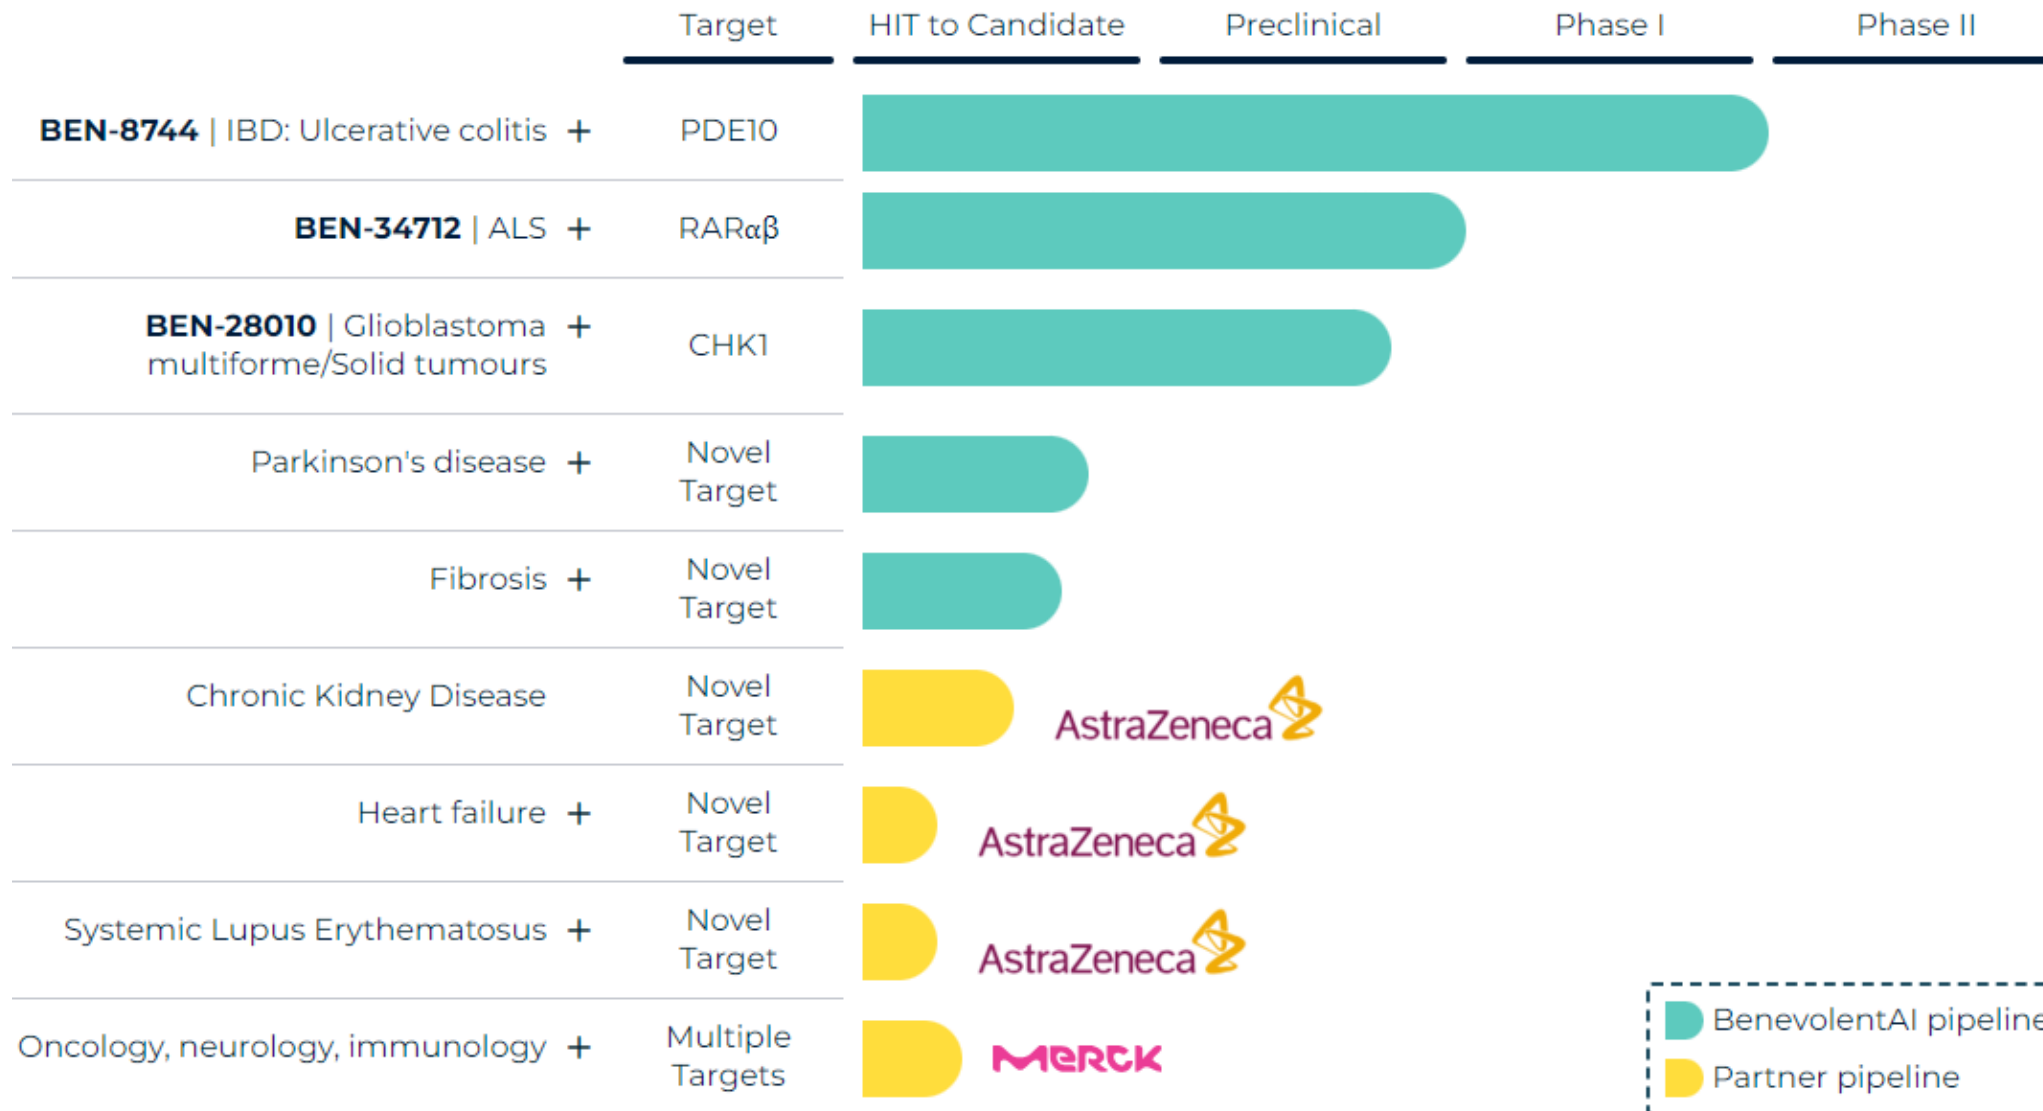 Target HIT to Candidate Preclinical Phase I Phase II
BEN-8744 | IBD: Ulcerative colitis + PDE10
BEN-34712 | ALS + RARαβ
BEN-28010 | Glioblastoma +
multiforme/Solid tumours
CHK1
Parkinson's disease +
Novel
Target
Fibrosis +
Novel
Target
Chronic Kidney Disease
Novel
Target
AstraZeneca
Heart failure +
Novel
Target
AstraZeneca
Systemic Lupus Erythematosus +
Novel
Target
AstraZeneca
Oncology, neurology, immunology +
Multiple
Targets
MERCK
BenevolentAI pipeline
Partner pipeline